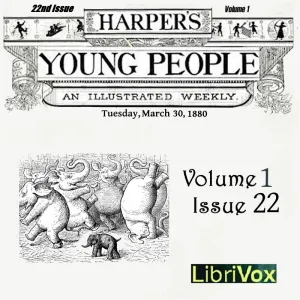 22nd Issue Volume 1
HARPER'S
YOUNG PEOPLE
AN ILLUSTRATED WEEKLY.
Tuesday, March 30, 1880
Volume 1
Issue 22
LibriVox